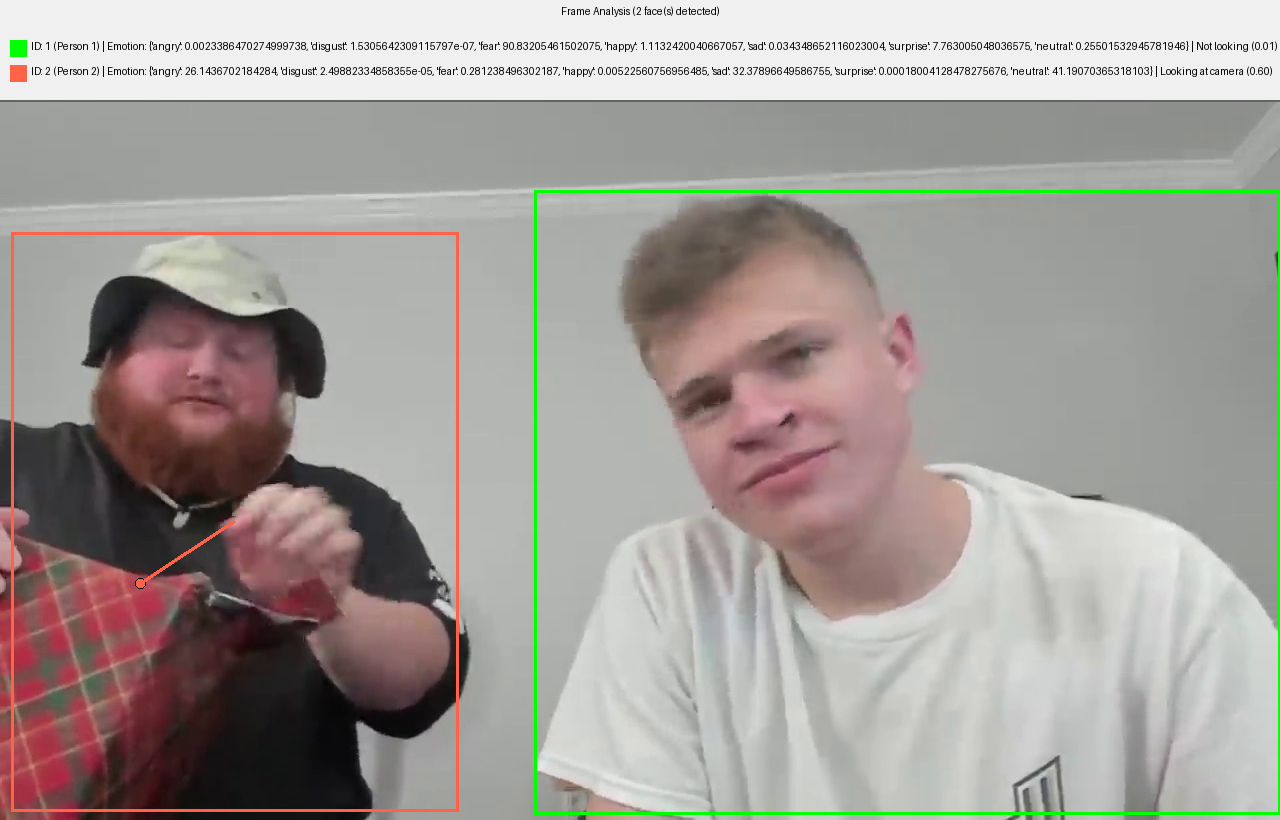 Frame Analysis (2 face(s) detected)
ID: 1 (Person 1) | Emotion: {'angry': 0.0023386470274999738, 'disgust': 1.5305642309115797e-07, 'fear': 90.83205461502075, 'happy': 1.1132420040667057, 'sad': 0.034348652116023004, 'surprise': 7.763005048036575, 'neutral': 0.25501532945781946} | Not looking (0.01)
ID: 2 (Person 2) | Emotion: {'angry': 26.1436702184284, 'disgust': 2.49882334858355e-05, 'fear': 0.281238496302187, 'happy': 0.00522560756956485, 'sad': 32.37896649586755, 'surprise': 0.00018004128478275676, 'neutral': 41.19070365318103} | Looking at camera (0.60)